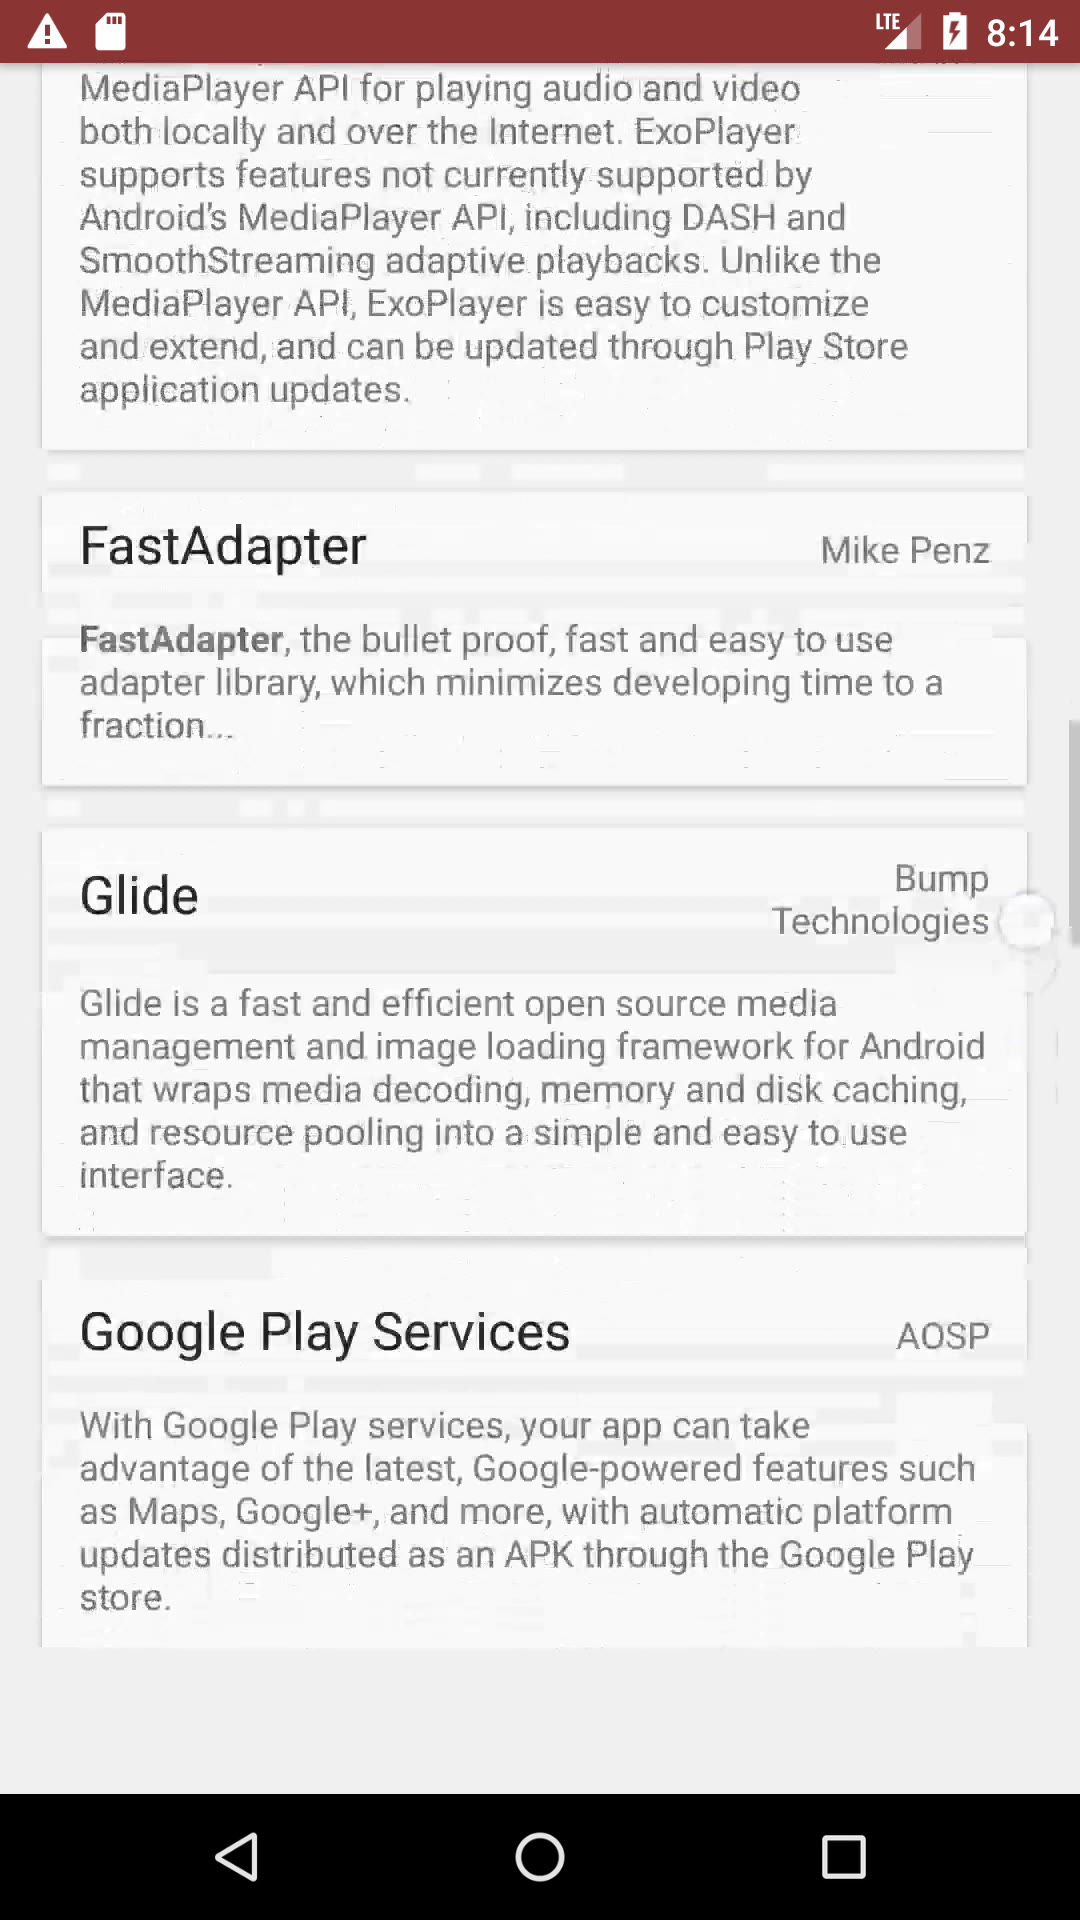 LTE 8:14
MediaPlayer API for playing audio and video
both locally and over the Internet. ExoPlayer
supports features not currently supported by
Android's MediaPlayer API, including DASH and
SmoothStreaming adaptive playbacks. Unlike the
MediaPlayer API, ExoPlayer is easy to customize
and extend, and can be updated through Play Store
application updates.
FastAdapter
Mike Penz
FastAdapter, the bullet proof, fast and easy to use
adapter library, which minimizes developing time to a
fraction...
Glide
Bump
Technologies
Glide is a fast and efficient open source media
management and image loading framework for Android
that wraps media decoding, memory and disk caching,
and resource pooling into a simple and easy to use
interface.
Google Play Services
AOSP
With Google Play services, your app can take
advantage of the latest, Google-powered features such
as Maps, Google+, and more, with automatic platform
updates distributed as an APK through the Google Play
store.